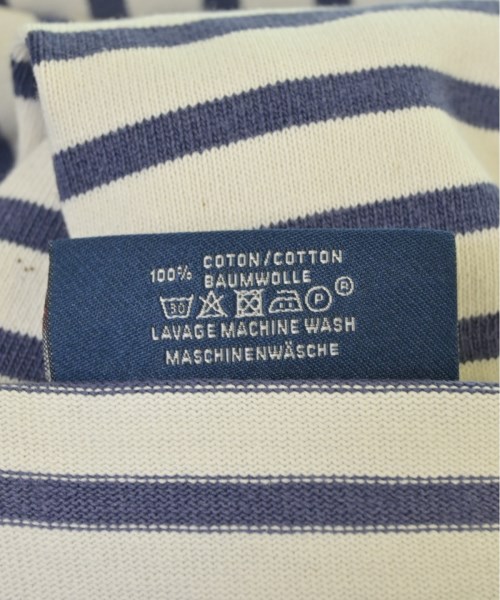 100% COTON/COTTON
BAUMWOLLE
30 P ®
LAVAGE MACHINE WASH
MASCHINENWÄSCHE